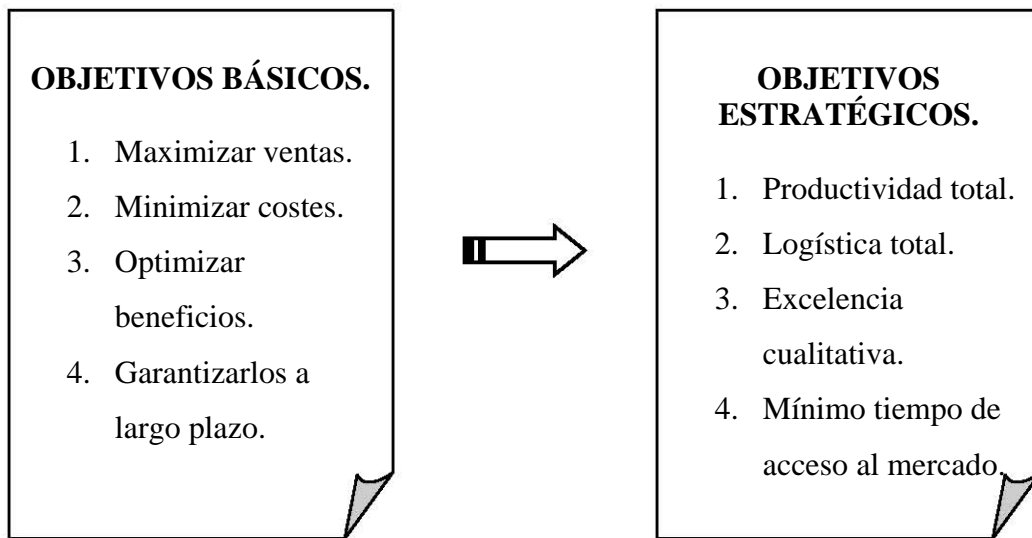 OBJETIVOS BÁSICOS.
1. Maximizar ventas.
2. Minimizar costes.
3. Optimizar
beneficios.
4. Garantizarlos a
largo plazo.
OBJETIVOS
ESTRATÉGICOS.
1. Productividad total.
2. Logística total.
3. Excelencia
cualitativa.
4. Mínimo tiempo de
acceso al mercado.